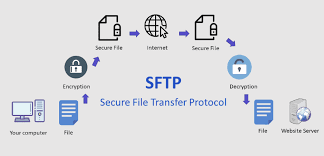 Secure File
Internet
Secure File
Encryption
SFTP
Decryption
Secure File Transfer Protocol
Your computer
File
File
Website Server